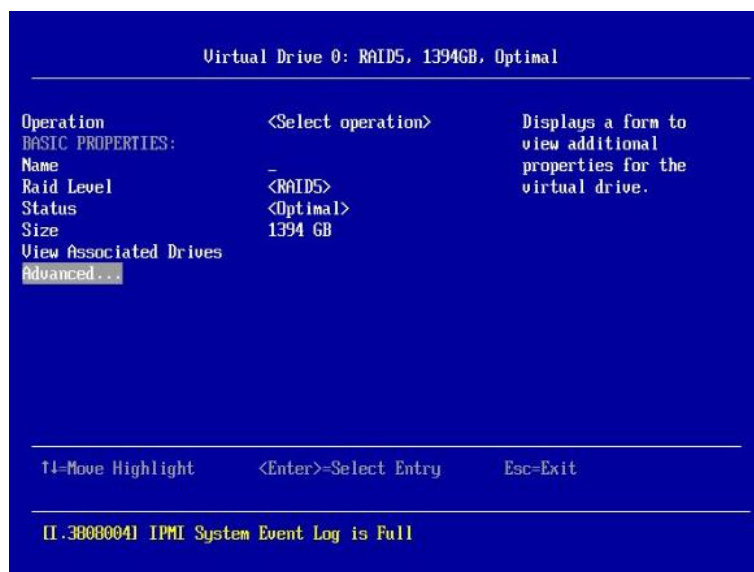 Virtual Drive 0: RAID5, 1394GB, Optimal
Operation <Select operation> Displays a form to
BASIC PROPERTIES: view additional
Name _ properties for the
Raid Level <RAID5> virtual drive.
Status <Optimal>
Size 1394 GB
View Associated Drives
Advanced...
↑↓=Move Highlight <Enter>=Select Entry Esc=Exit
[I.3808004] IPMI System Event Log is Full